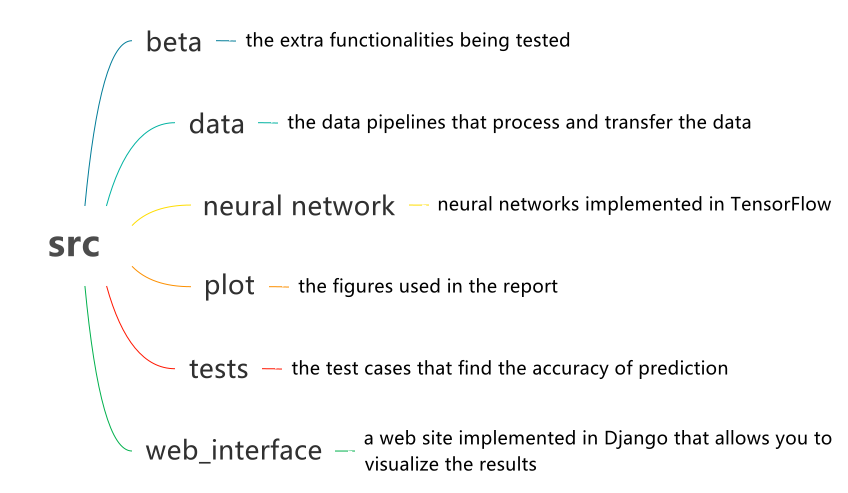 beta
the extra functionalities being tested
data
the data pipelines that process and transfer the data
neural network
neural networks implemented in TensorFlow
src
plot
the figures used in the report
tests
the test cases that find the accuracy of prediction
web_interface
a web site implemented in Django that allows you to
visualize the results